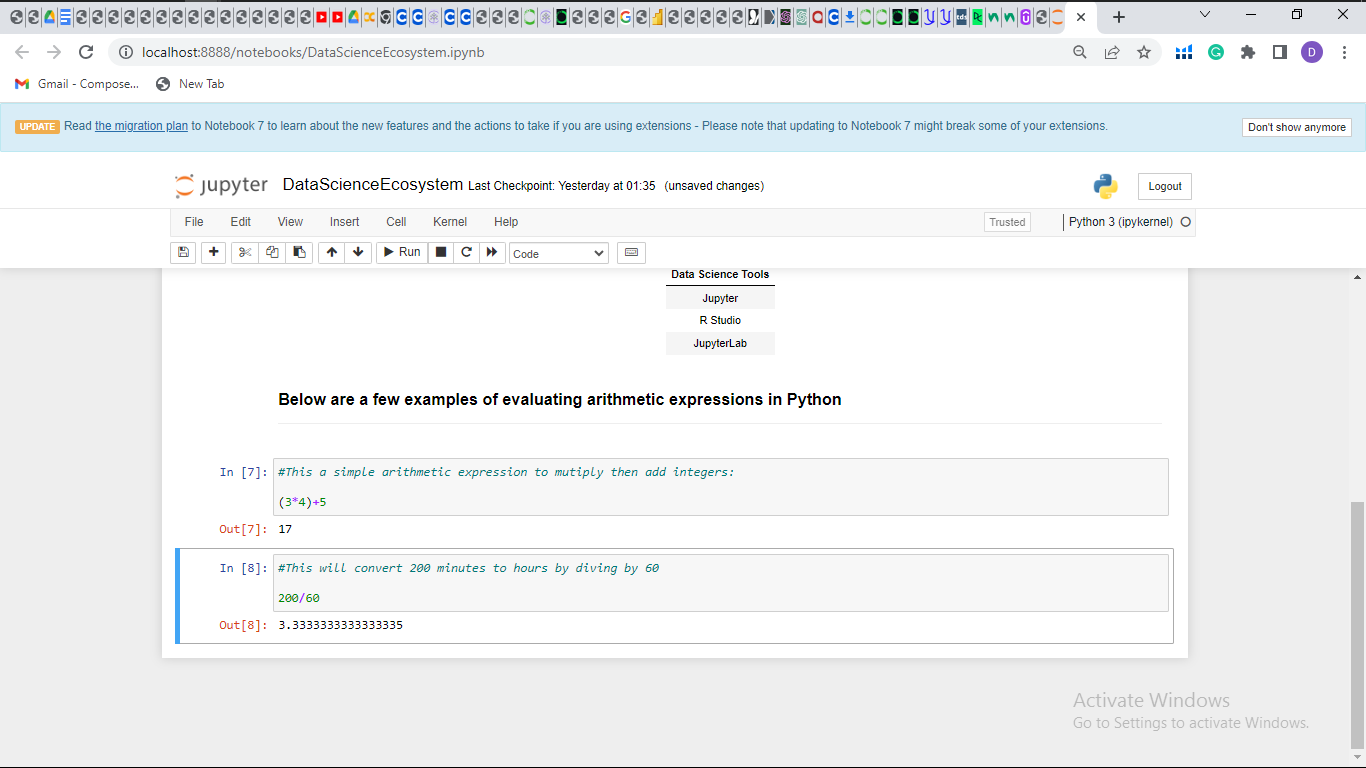 localhost:8888/notebooks/DataScienceEcosystem.ipynb
D
Gmail - Compose...
New Tab
UPDATE Read the migration plan to Notebook 7 to learn about the new features and the actions to take if you are using extensions - Please note that updating to Notebook 7 might break some of your extensions.
Don't show anymore
jupyter DataScienceEcosystem Last Checkpoint: Yesterday at 01:35 (unsaved changes)
Logout
File Edit View Insert Cell Kernel Help
Trusted
Python 3 (ipykernel)
Run
Code
Data Science Tools
Jupyter
R Studio
JupyterLab
Below are a few examples of evaluating arithmetic expressions in Python
In [7]: #This a simple arithmetic expression to mutiply then add integers:
(3*4)+5
Out[7]: 17
In [8]: #This will convert 200 minutes to hours by diving by 60
200/60
Out[8]: 3.3333333333333335
Activate Windows
Go to Settings to activate Windows.